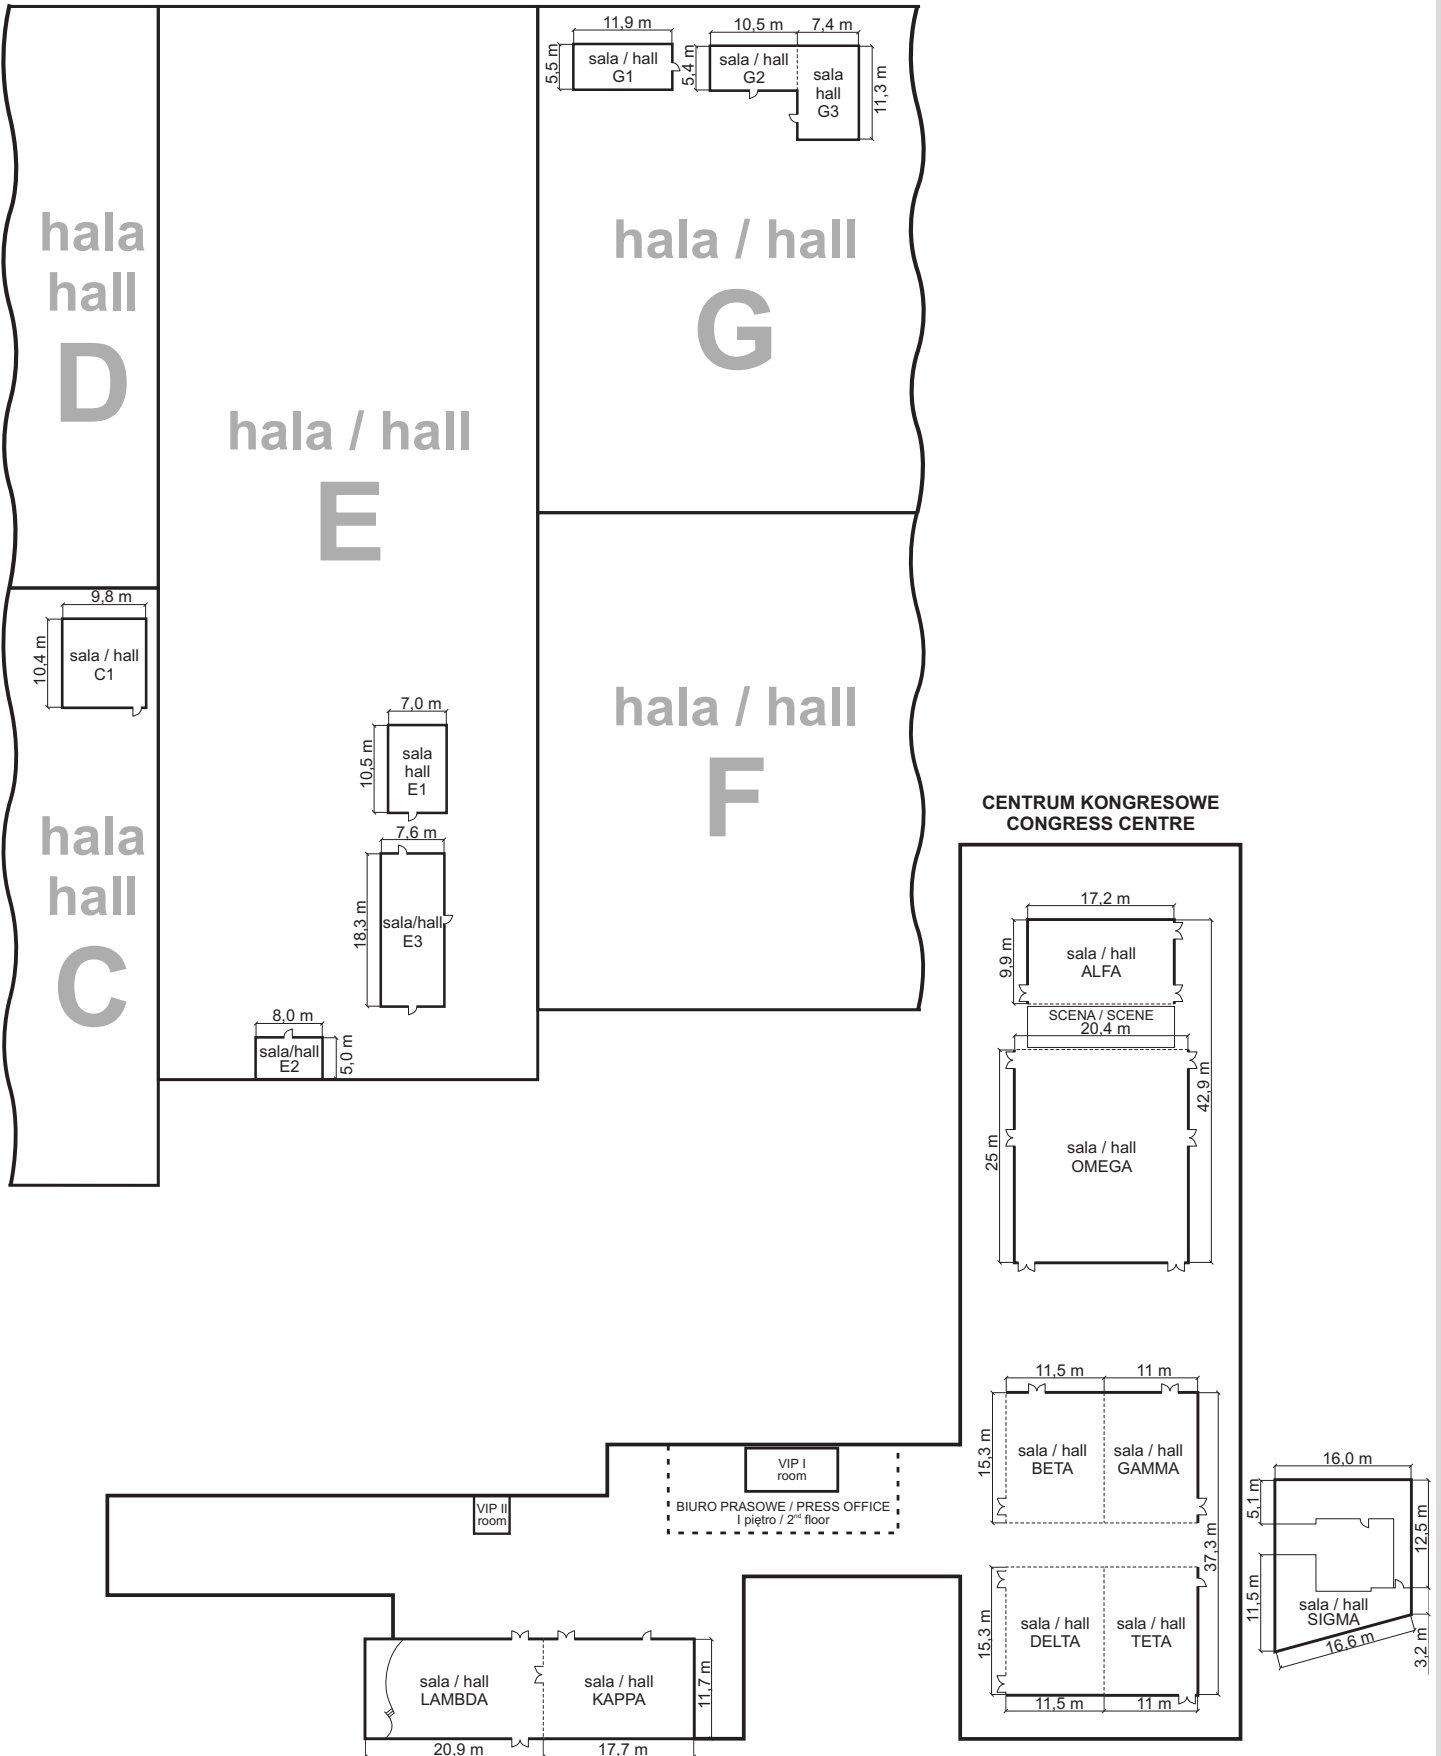 11,9 m
5,5 m
sala / hall
G1
10,5 m
7,4 m
5,4 m
sala / hall
G2
sala
hall
G3
11,3 m
hala
hall
D
hala / hall
G
hala / hall
E
9,8 m
10,4 m
sala / hall
C1
7,0 m
10,5 m
sala
hall
E1
hala / hall
F
7,6 m
18,3 m
sala/hall
E3
hala
hall
C
8,0 m
sala/hall
E2
5,0 m
CENTRUM KONGRESOWE
CONGRESS CENTRE
17,2 m
9,9 m
sala / hall
ALFA
SCENA / SCENE
20,4 m
42,9 m
25 m
sala / hall
OMEGA
11,5 m
11 m
15,3 m
sala / hall
BETA
sala / hall
GAMMA
37,3 m
VIP I
room
BIURO PRASOWE / PRESS OFFICE
I piętro / 2nd floor
VIP II
room
15,3 m
sala / hall
DELTA
sala / hall
TETA
11,5 m
11 m
16,0 m
5,1 m
12,5 m
11,5 m
sala / hall
SIGMA
16,6 m
3,2 m
sala / hall
LAMBDA
sala / hall
KAPPA
11,7 m
20,9 m
17,7 m